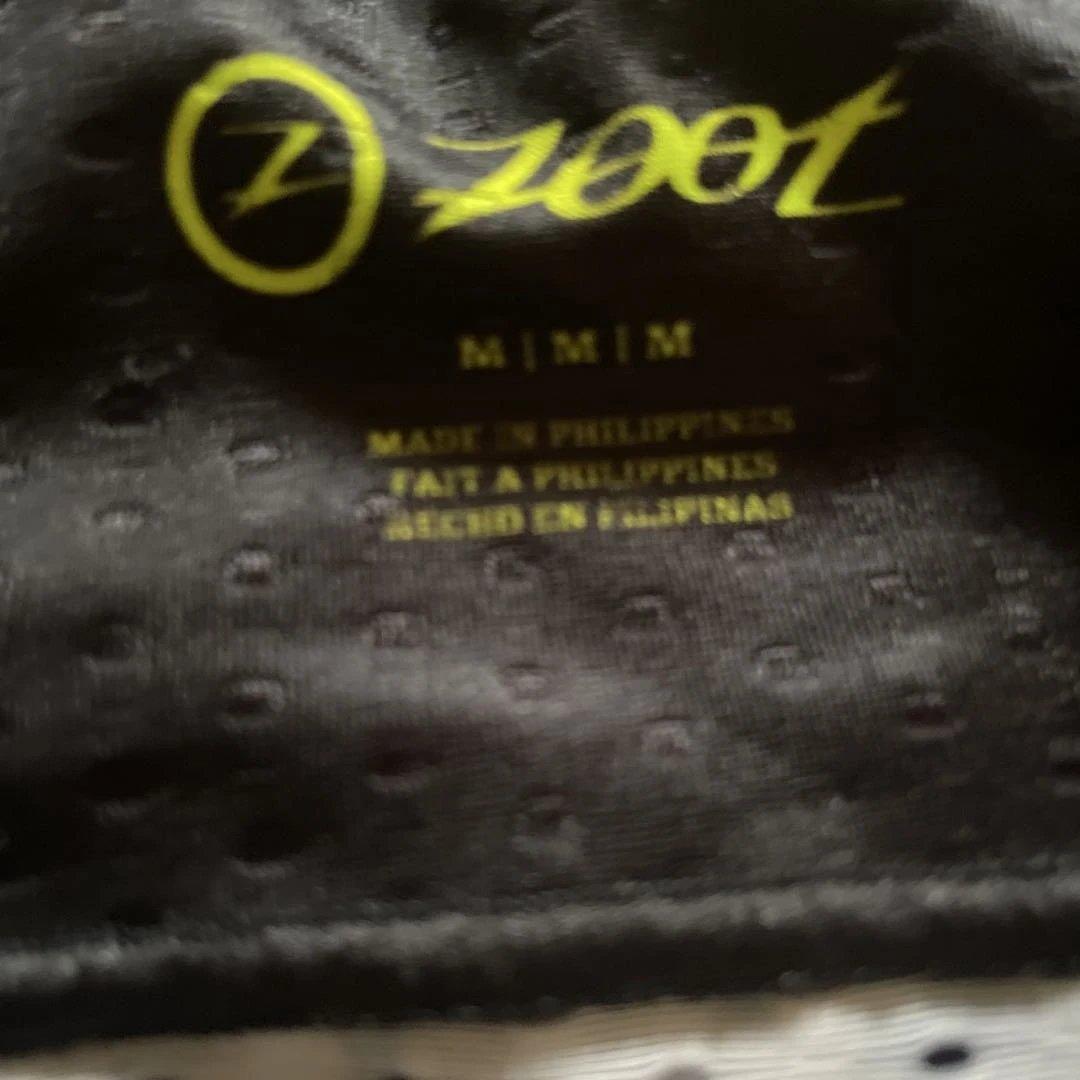 Z zoot
M | M | M
MADE IN PHILIPPINES
FAIT A PHILIPPINES
HECHO EN FILIPINAS